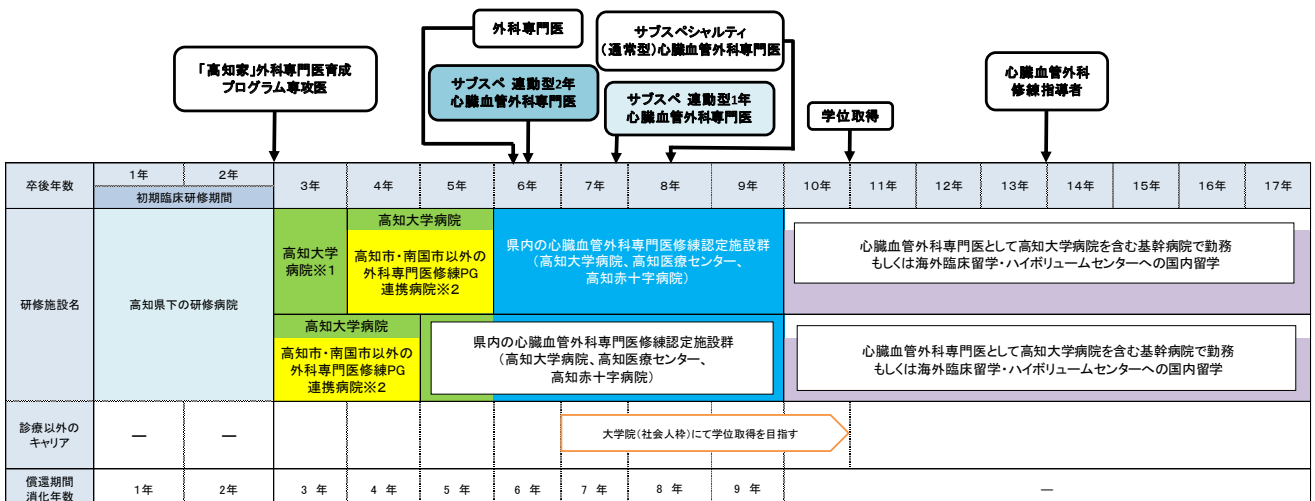 外科専門医
サブスペシャルティ
(通常型)心臓血管外科専門医
「高知家」外科専門医育成
プログラム専攻医
サブスペ 連動型2年
心臓血管外科専門医
サブスペ 連動型1年
心臓血管外科専門医
学位取得
心臓血管外科
修練指導者
卒後年数
1年
2年
初期臨床研修期間
3年
4年
5年
6年
7年
8年
9年
10年
11年
12年
13年
14年
15年
16年
17年
研修施設名
高知県下の研修病院
高知大学
病院※1
高知大学病院
高知市・南国市以外の
外科専門医修練PG
連携病院※2
県内の心臓血管外科専門医修練認定施設群
(高知大学病院、高知医療センター、
高知赤十字病院)
心臓血管外科専門医として高知大学病院を含む基幹病院で勤務
もしくは海外臨床留学・ハイボリュームセンターへの国内留学
高知大学病院
高知市・南国市以外の
外科専門医修練PG
連携病院※2
県内の心臓血管外科専門医修練認定施設群
(高知大学病院、高知医療センター、
高知赤十字病院)
心臓血管外科専門医として高知大学病院を含む基幹病院で勤務
もしくは海外臨床留学・ハイボリュームセンターへの国内留学
診療以外の
キャリア
―
―
大学院(社会人枠)にて学位取得を目指す
償還期間
消化年数
1年
2年
3 年
4 年
5 年
6 年
7 年
8 年
9 年
―